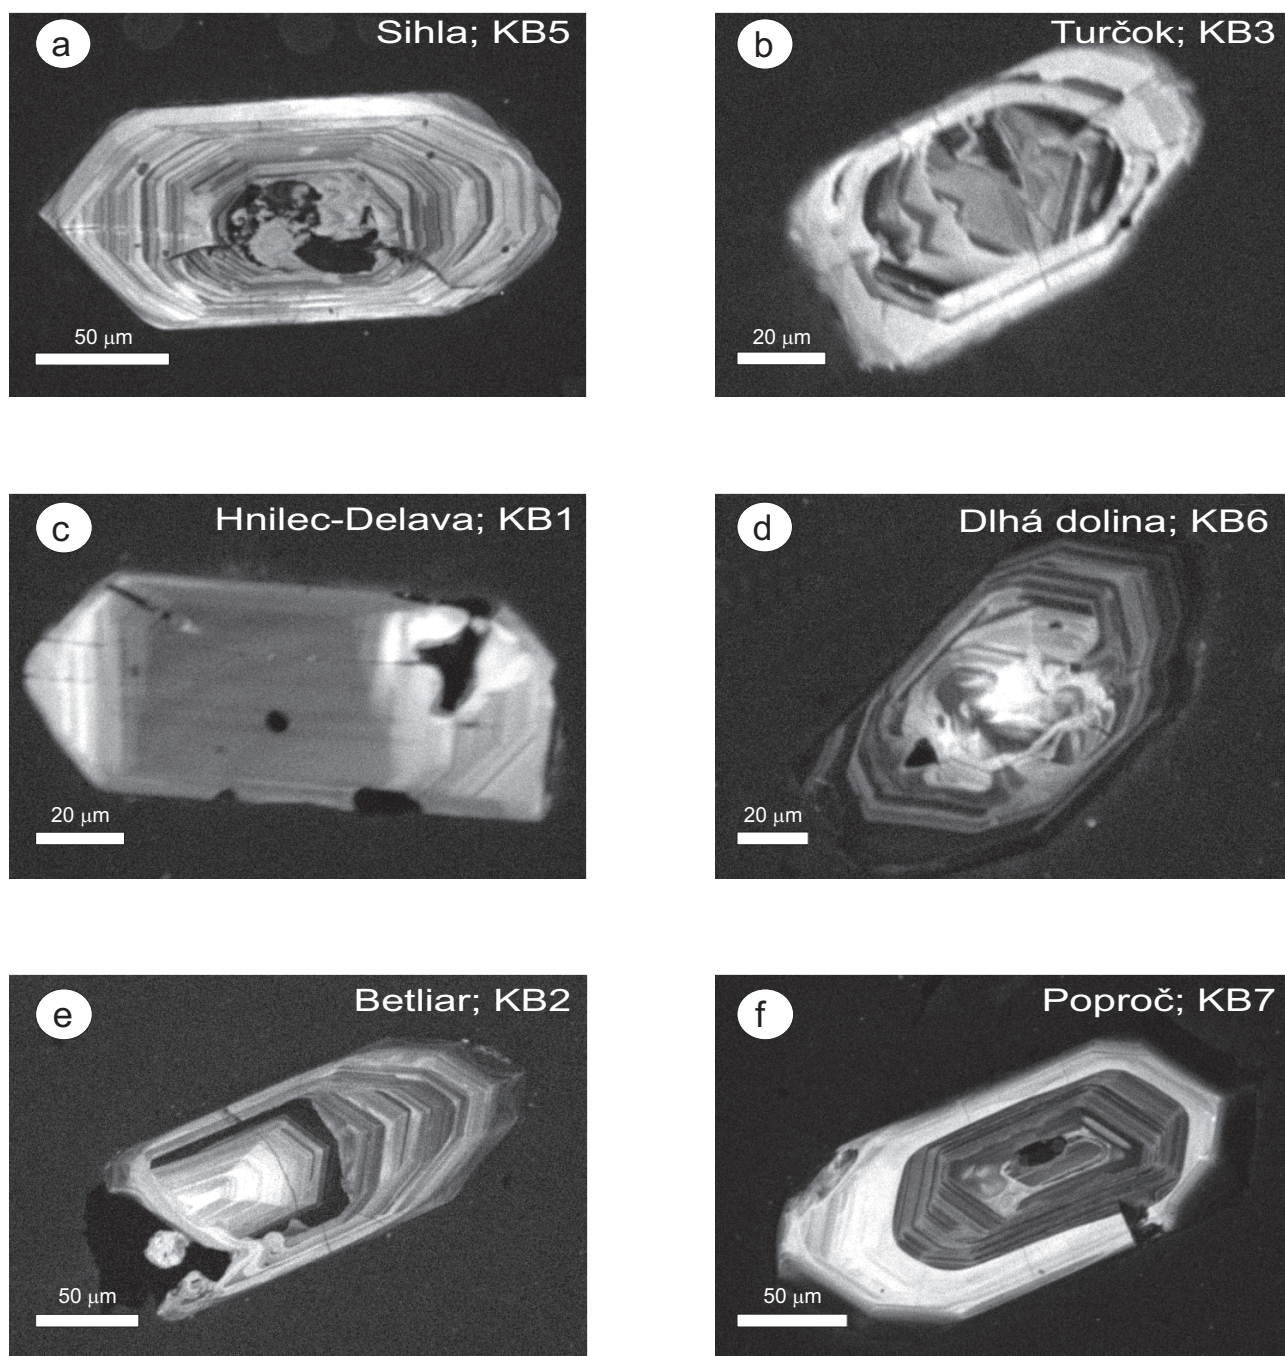 a
Sihla; KB5
50 μm
b
Turčok; KB3
20 μm
c
Hnilec-Delava; KB1
20 μm
d
Dlhá dolina; KB6
20 μm
e
Betliar; KB2
50 μm
f
Poproč; KB7
50 μm